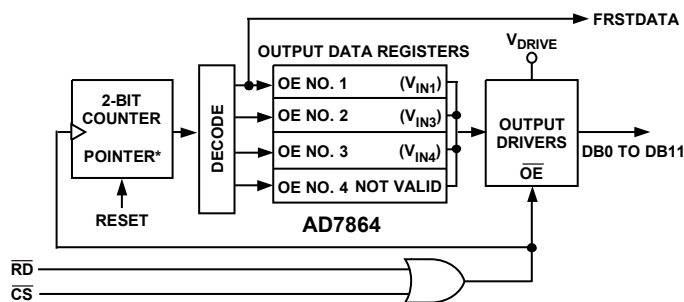 FRSTDATA
OUTPUT DATA REGISTERS
VDRIVE
2-BIT
COUNTER
POINTER*
RESET
DECODE
OE NO. 1 (VIN1)
OE NO. 2 (VIN3)
OE NO. 3 (VIN4)
OE NO. 4 NOT VALID
OUTPUT
DRIVERS
OE
DB0 TO DB11
AD7864
RD
CS